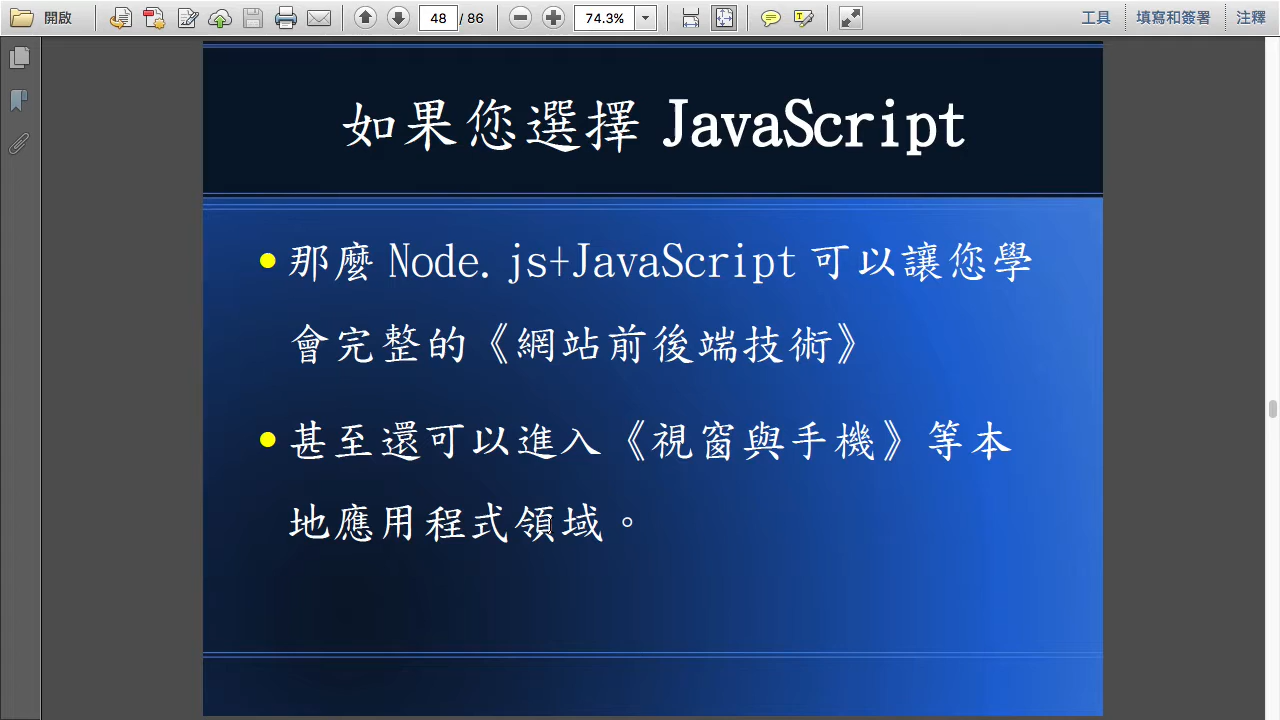 開啟
48 / 86
74.3%
工具
填寫和簽署
注釋
如果您選擇 JavaScript
那麼 Node.js+JavaScript 可以讓您學
會完整的《網站前後端技術》
甚至還可以進入《視窗與手機》等本
地應用程式領域。